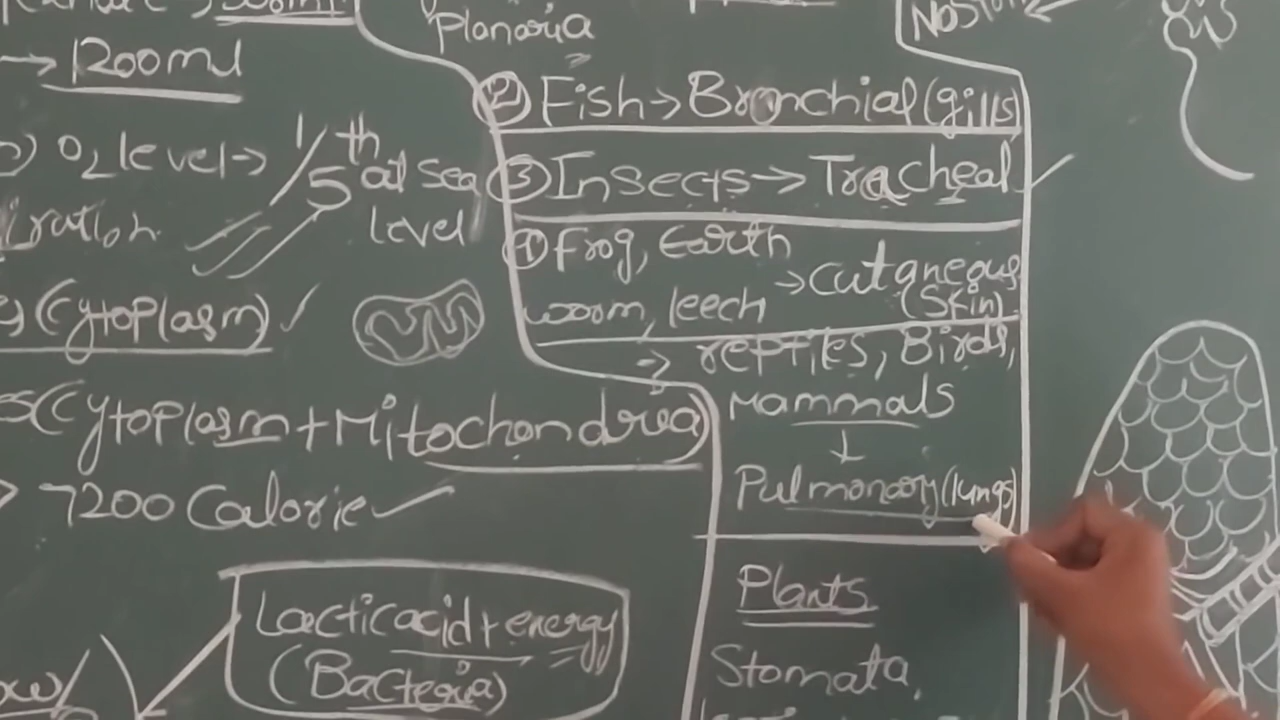 → 1200ml
O₂ level→ 1/5th at sea level
(Cytoplasm)
(Cytoplasm + Mitochondria)
7200 Calorie
Lactic acid + energy
(Bacteria)
Planaria
② Fish → Bronchial (gills)
③ Insects → Tracheal
① Frog, Earth
worm, leech → Cutaneous
(Skin)
→ reptiles, Birds,
Mammals
↓
Pulmonary (lungs)
Plants
Stomata,